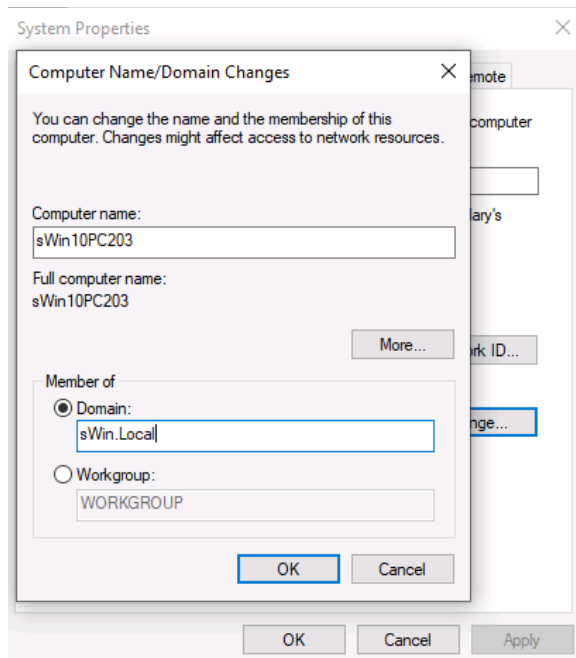 System Properties
Computer Name/Domain Changes
You can change the name and the membership of this
computer. Changes might affect access to network resources.
Computer name:
sWin10PC203
Full computer name:
sWin10PC203
More...
Member of
Domain:
sWin.Local
Workgroup:
WORKGROUP
OK Cancel
emote
computer
lary's
rk ID...
nge...
OK Cancel Apply